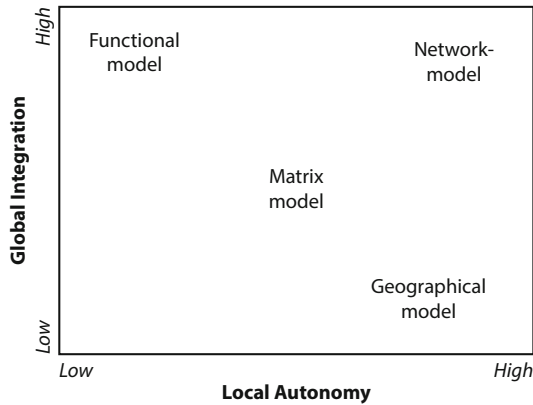 High
Functional
model
Network-
model
Global Integration
Matrix
model
Geographical
model
Low
Low
High
Local Autonomy